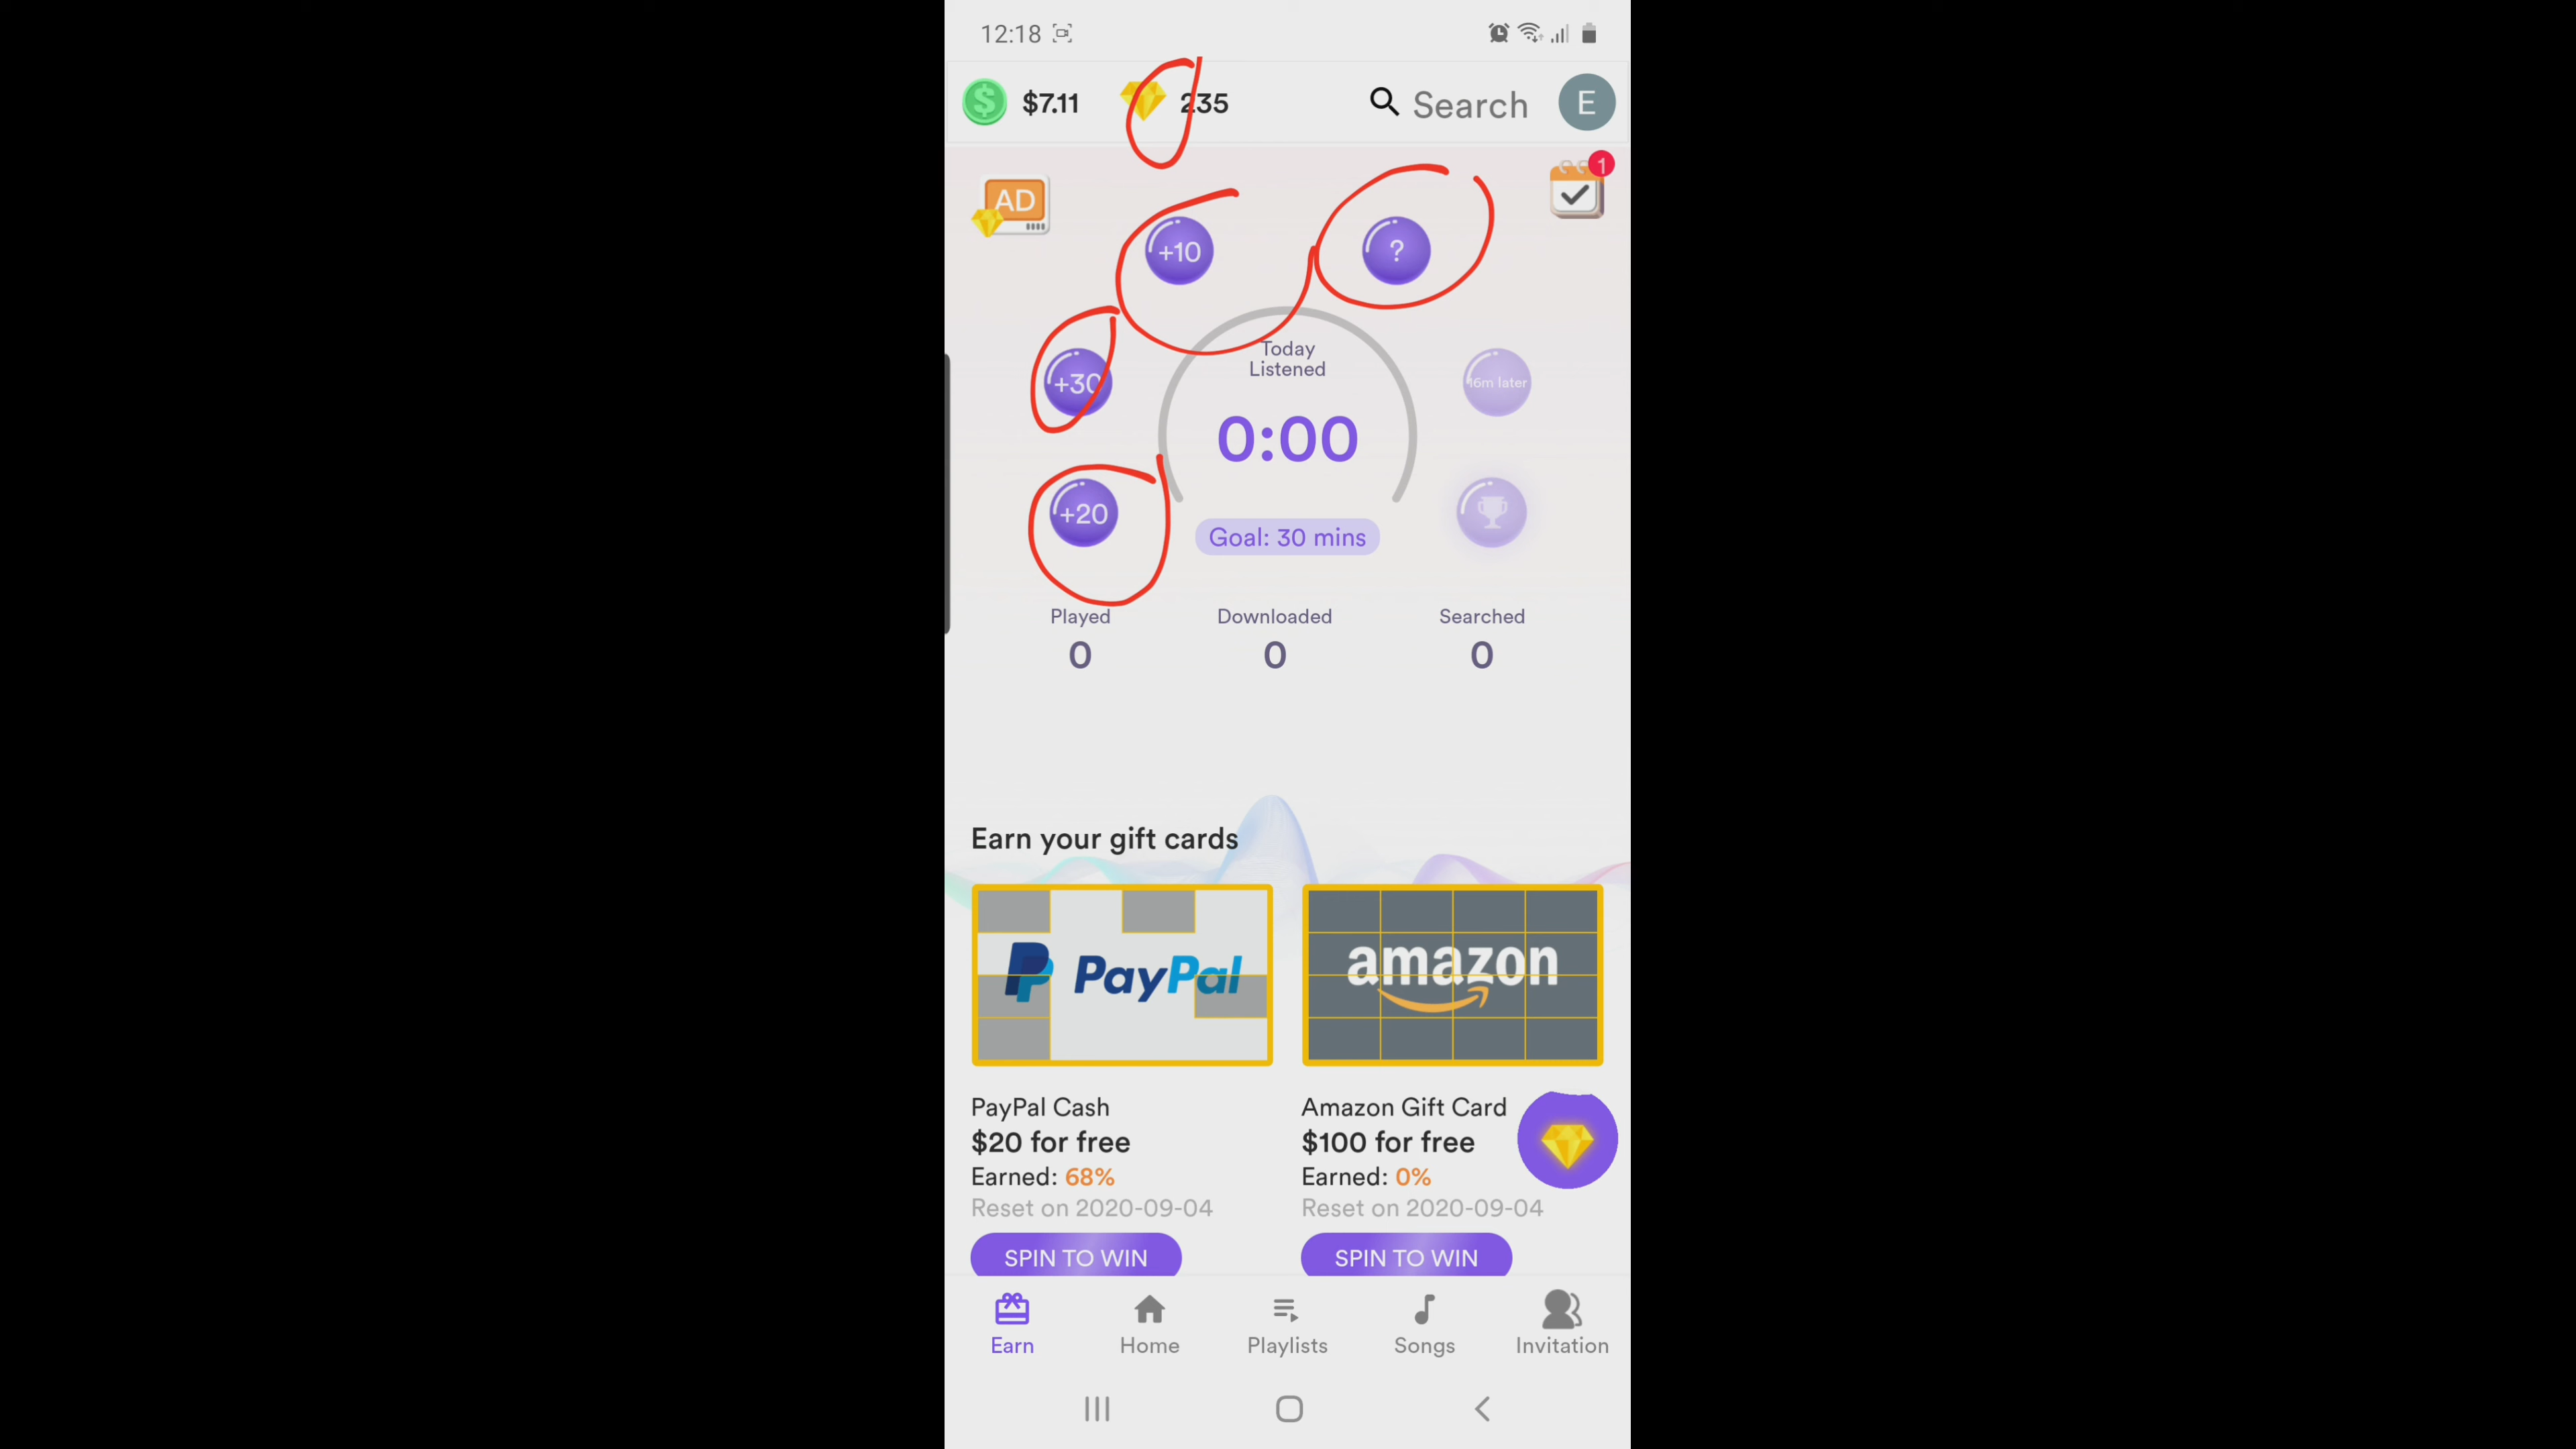 12:18
$7.11 235 Search E
AD 1
+10 ?
+30 16m later
Today
Listened
0:00
+20
Goal: 30 mins
Played Downloaded Searched
0 0 0
Earn your gift cards
PayPal amazon
PayPal Cash Amazon Gift Card
$20 for free $100 for free
Earned: 68% Earned: 0%
Reset on 2020-09-04 Reset on 2020-09-04
SPIN TO WIN SPIN TO WIN
Earn Home Playlists Songs Invitation